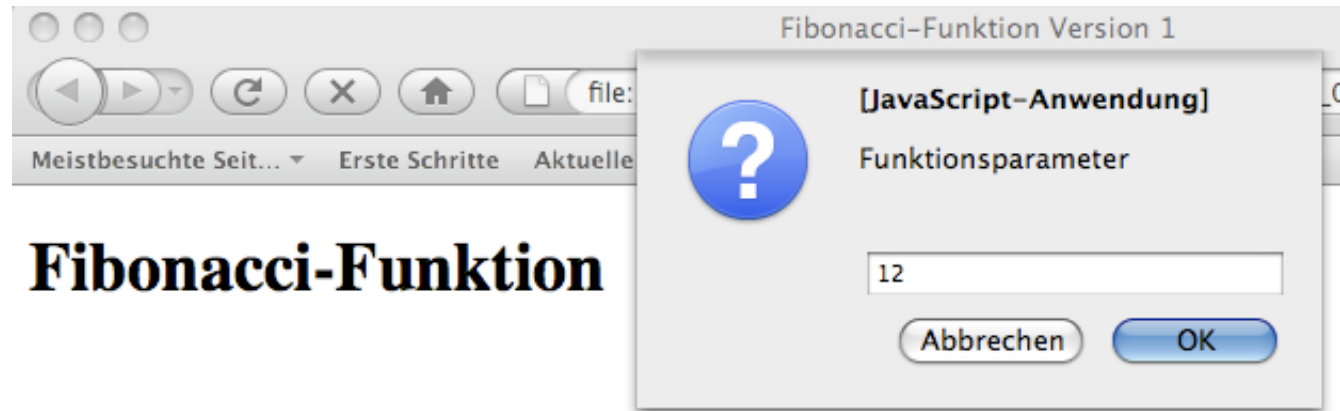 Fibonacci-Funktion Version 1
file:
Meistbesuchte Seit... Erste Schritte Aktuelle
[JavaScript-Anwendung]
Funktionsparameter
?
12
Abbrechen OK
Fibonacci-Funktion